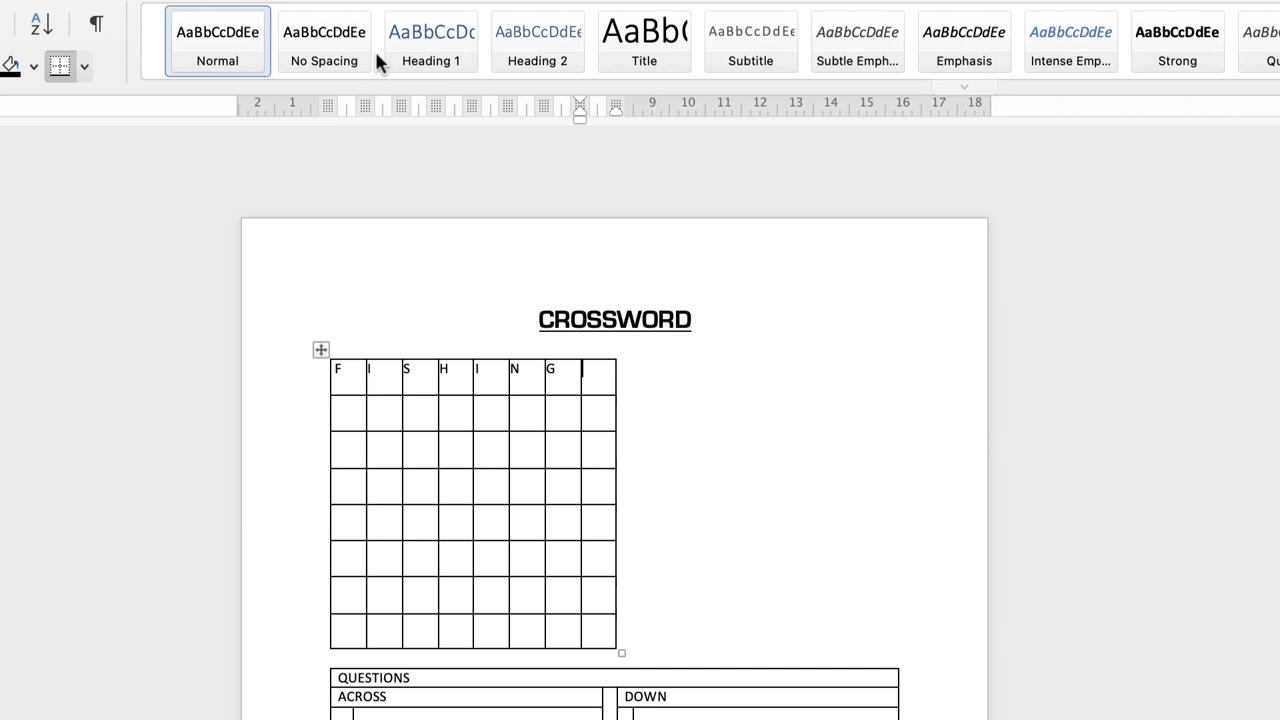 AaBbCcDdEe AaBbCcDdEe AaBbCcDc AaBbCcDdEe AaBb( AaBbCcDdEe AaBbCcDdEe AaBbCcDdEe AaBbCcDdEe AaBbCcDdEe
A Z ¶ Normal No Spacing Heading 1 Heading 2 Title Subtitle Subtle Emph... Emphasis Intense Emp... Strong Qu
2 1 9 10 11 12 13 14 15 16 17 18
CROSSWORD
F I S H I N G
QUESTIONS
ACROSS DOWN